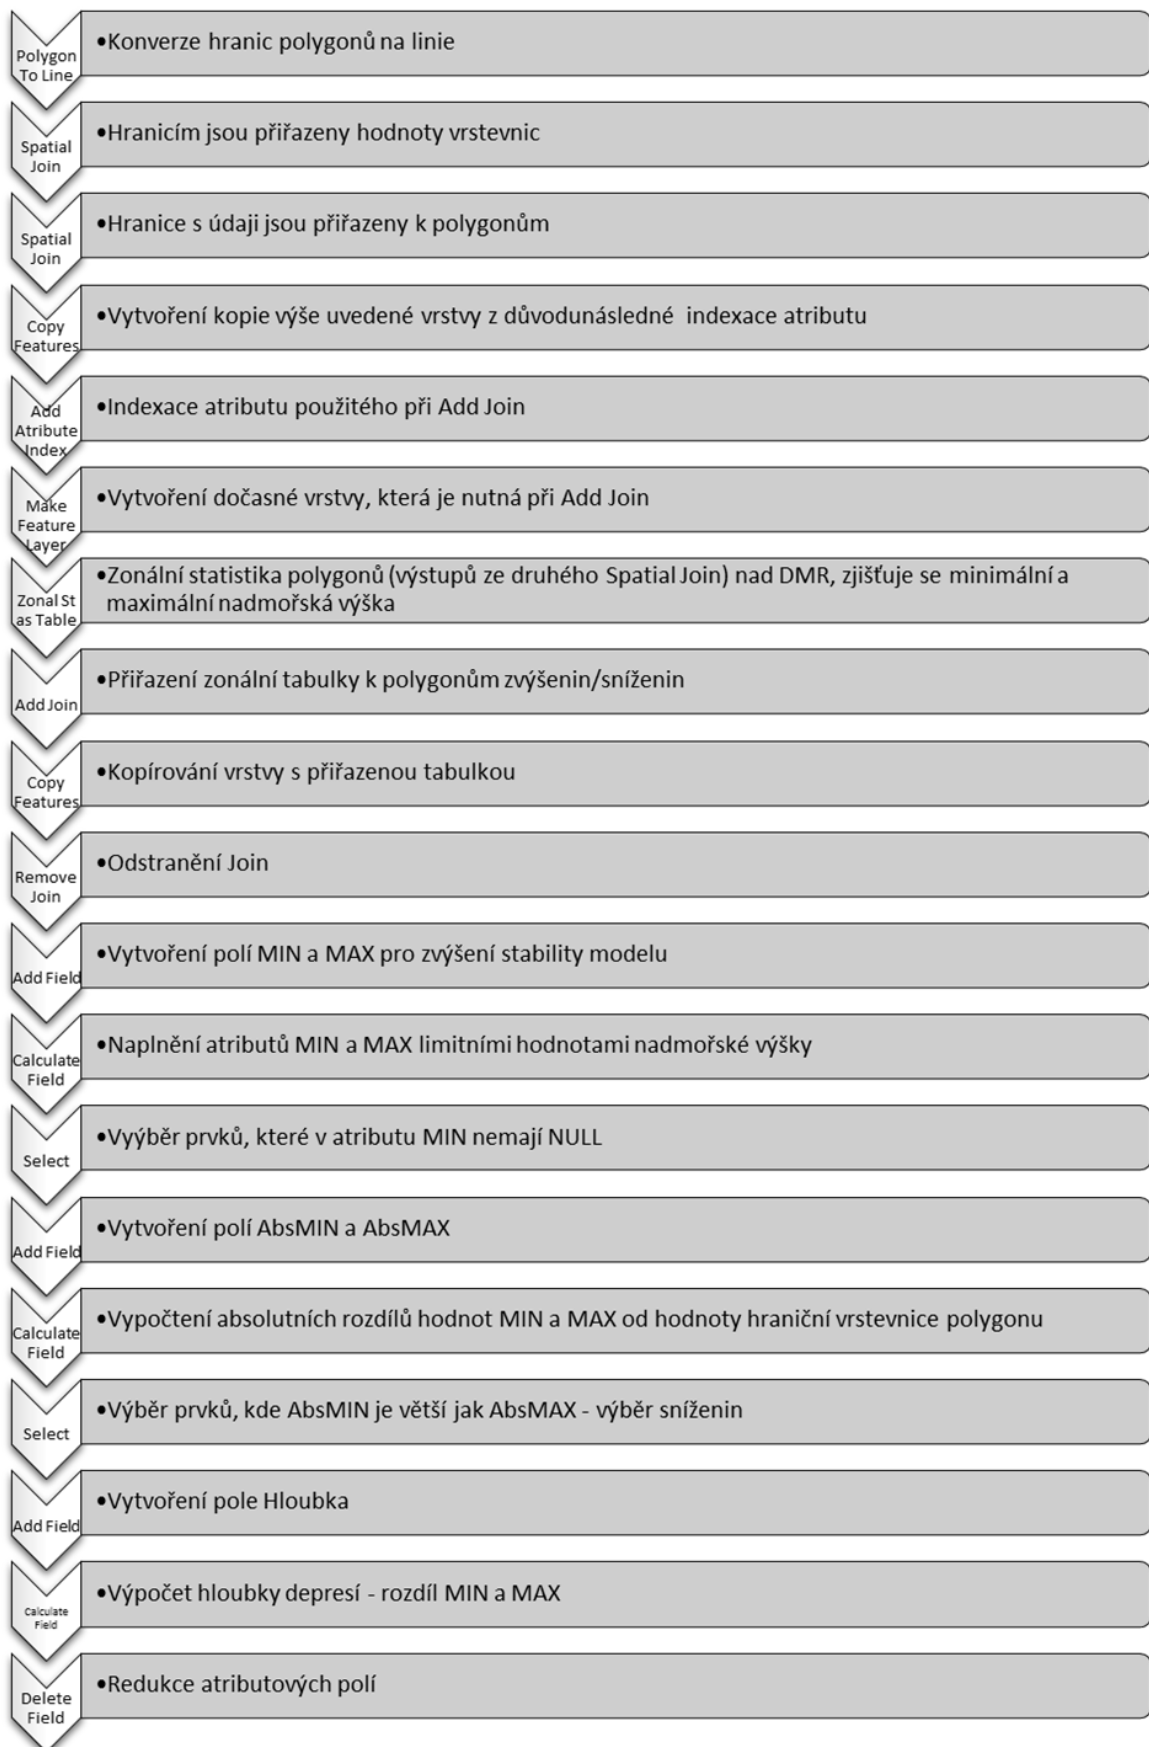 Polygon
To Line
•Konverze hranic polygonů na linie
Spatial
Join
•Hranicím jsou přiřazeny hodnoty vrstevnic
Spatial
Join
•Hranice s údaji jsou přiřazeny k polygonům
Copy
Features
•Vytvoření kopie výše uvedené vrstvy z důvodunásledné indexace atributu
Add
Atribute
Index
•Indexace atributu použitého při Add Join
Make
Feature
Layer
•Vytvoření dočasné vrstvy, která je nutná při Add Join
Zonal St
as Table
•Zonální statistika polygonů (výstupů ze druhého Spatial Join) nad DMR, zjišťuje se minimální a
maximální nadmořská výška
Add Join
•Přiřazení zonální tabulky k polygonům zvýšenin/sníženin
Copy
Features
•Kopírování vrstvy s přiřazenou tabulkou
Remove
Join
•Odstranění Join
Add Field
•Vytvoření polí MIN a MAX pro zvýšení stability modelu
Calculate
Field
•Naplnění atributů MIN a MAX limitními hodnotami nadmořské výšky
Select
•Vyýběr prvků, které v atributu MIN nemají NULL
Add Field
•Vytvoření polí AbsMIN a AbsMAX
Calculate
Field
•Vypočtení absolutních rozdílů hodnot MIN a MAX od hodnoty hraniční vrstevnice polygonu
Select
•Výběr prvků, kde AbsMIN je větší jak AbsMAX - výběr sníženin
Add Field
•Vytvoření pole Hloubka
Calculate
Field
•Výpočet hloubky depresí - rozdíl MIN a MAX
Delete
Field
•Redukce atributových polí